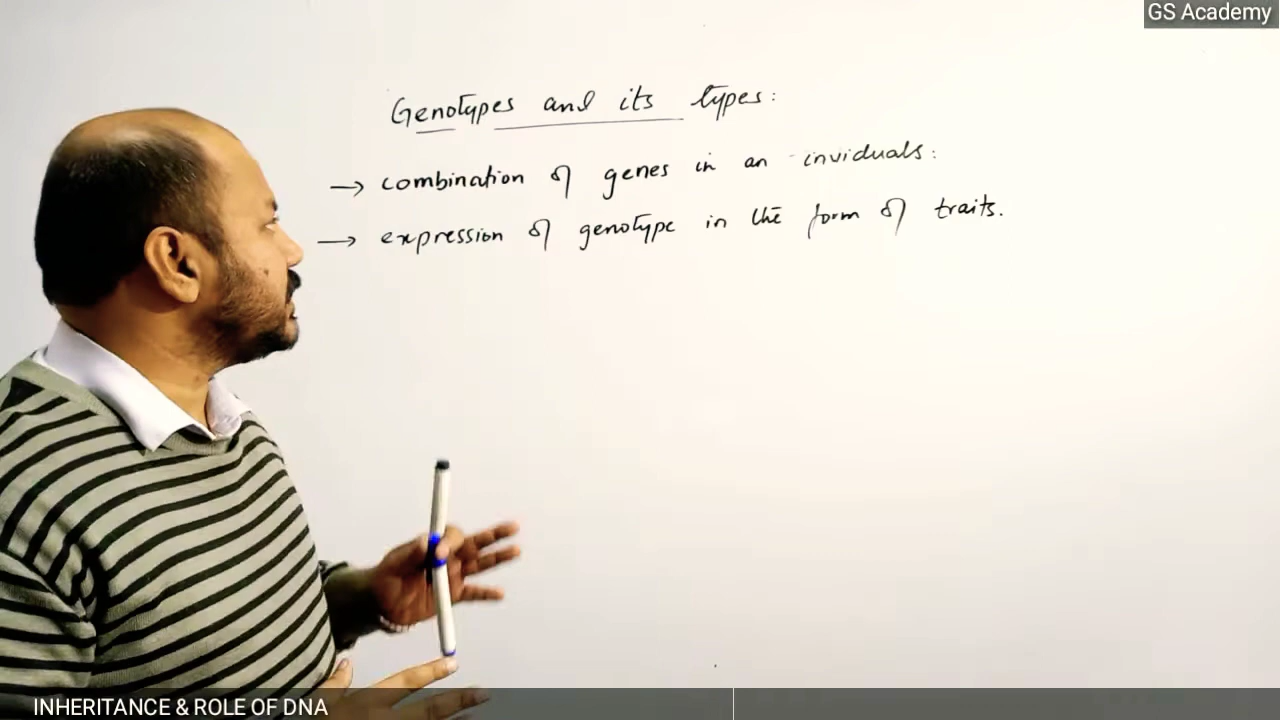 GS Academy
Genotypes and its types:
→ combination of genes in an inviduals:
→ expression of genotype in the form of traits.
INHERITANCE & ROLE OF DNA